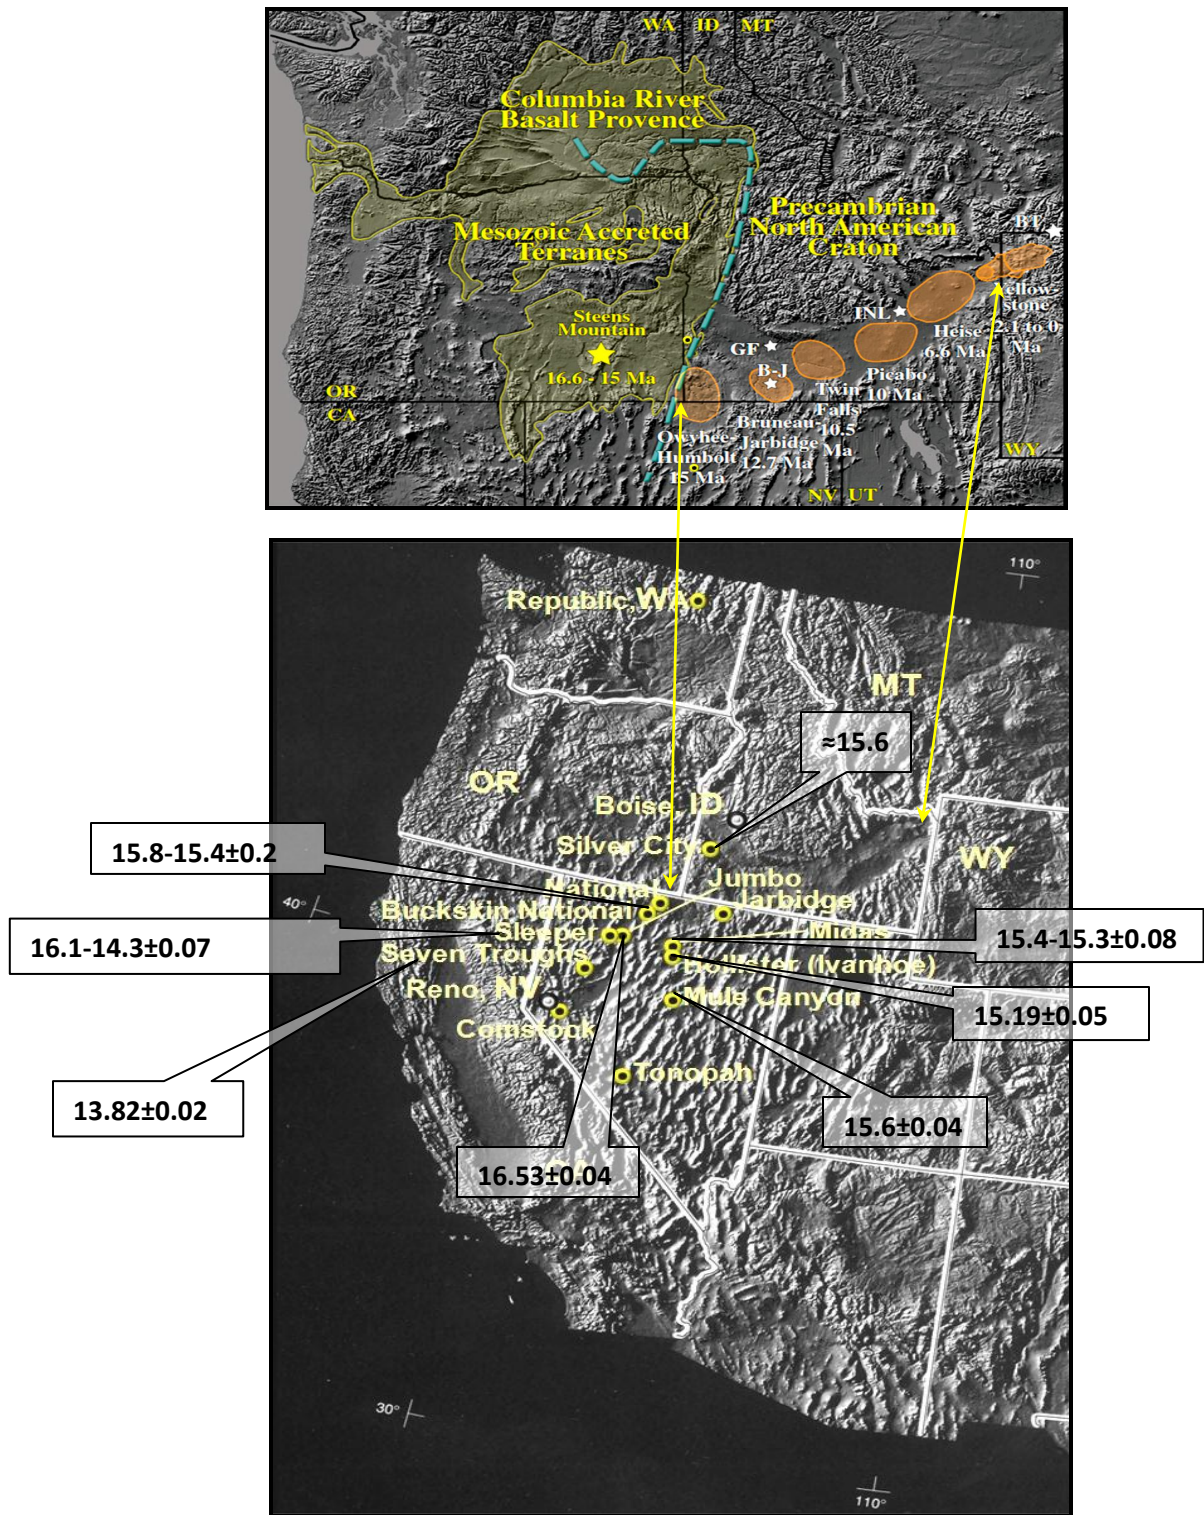 WA ID MT
Columbia River
Basalt Provence
Mesozoic Accreted
Terranes
Precambrian
North American
Craton
BT
Steens
Mountain
16.6 - 15 Ma
GF
B-J
INL
Yellow-
stone
2.1 to 0
Ma
Heise
6.6 Ma
Picabo
10 Ma
Twin
Falls
10.5
Ma
Bruneau-
Jarbidge
12.7 Ma
Owyhee-
Humbolt
15 Ma
OR
CA
NV UT
WY
110°
Republic, WA
MT
≈15.6
OR
Boise, ID
Silver City
WY
15.8-15.4±0.2
National
Jumbo
Jarbidge
40°
Buckskin National
16.1-14.3±0.07
Sleeper
Midas
15.4-15.3±0.08
Seven Troughs
Hollister (Ivanhoe)
Reno, NV
Mule Canyon
15.19±0.05
Comstock
Tonopah
13.82±0.02
15.6±0.04
16.53±0.04
CA
30°
110°